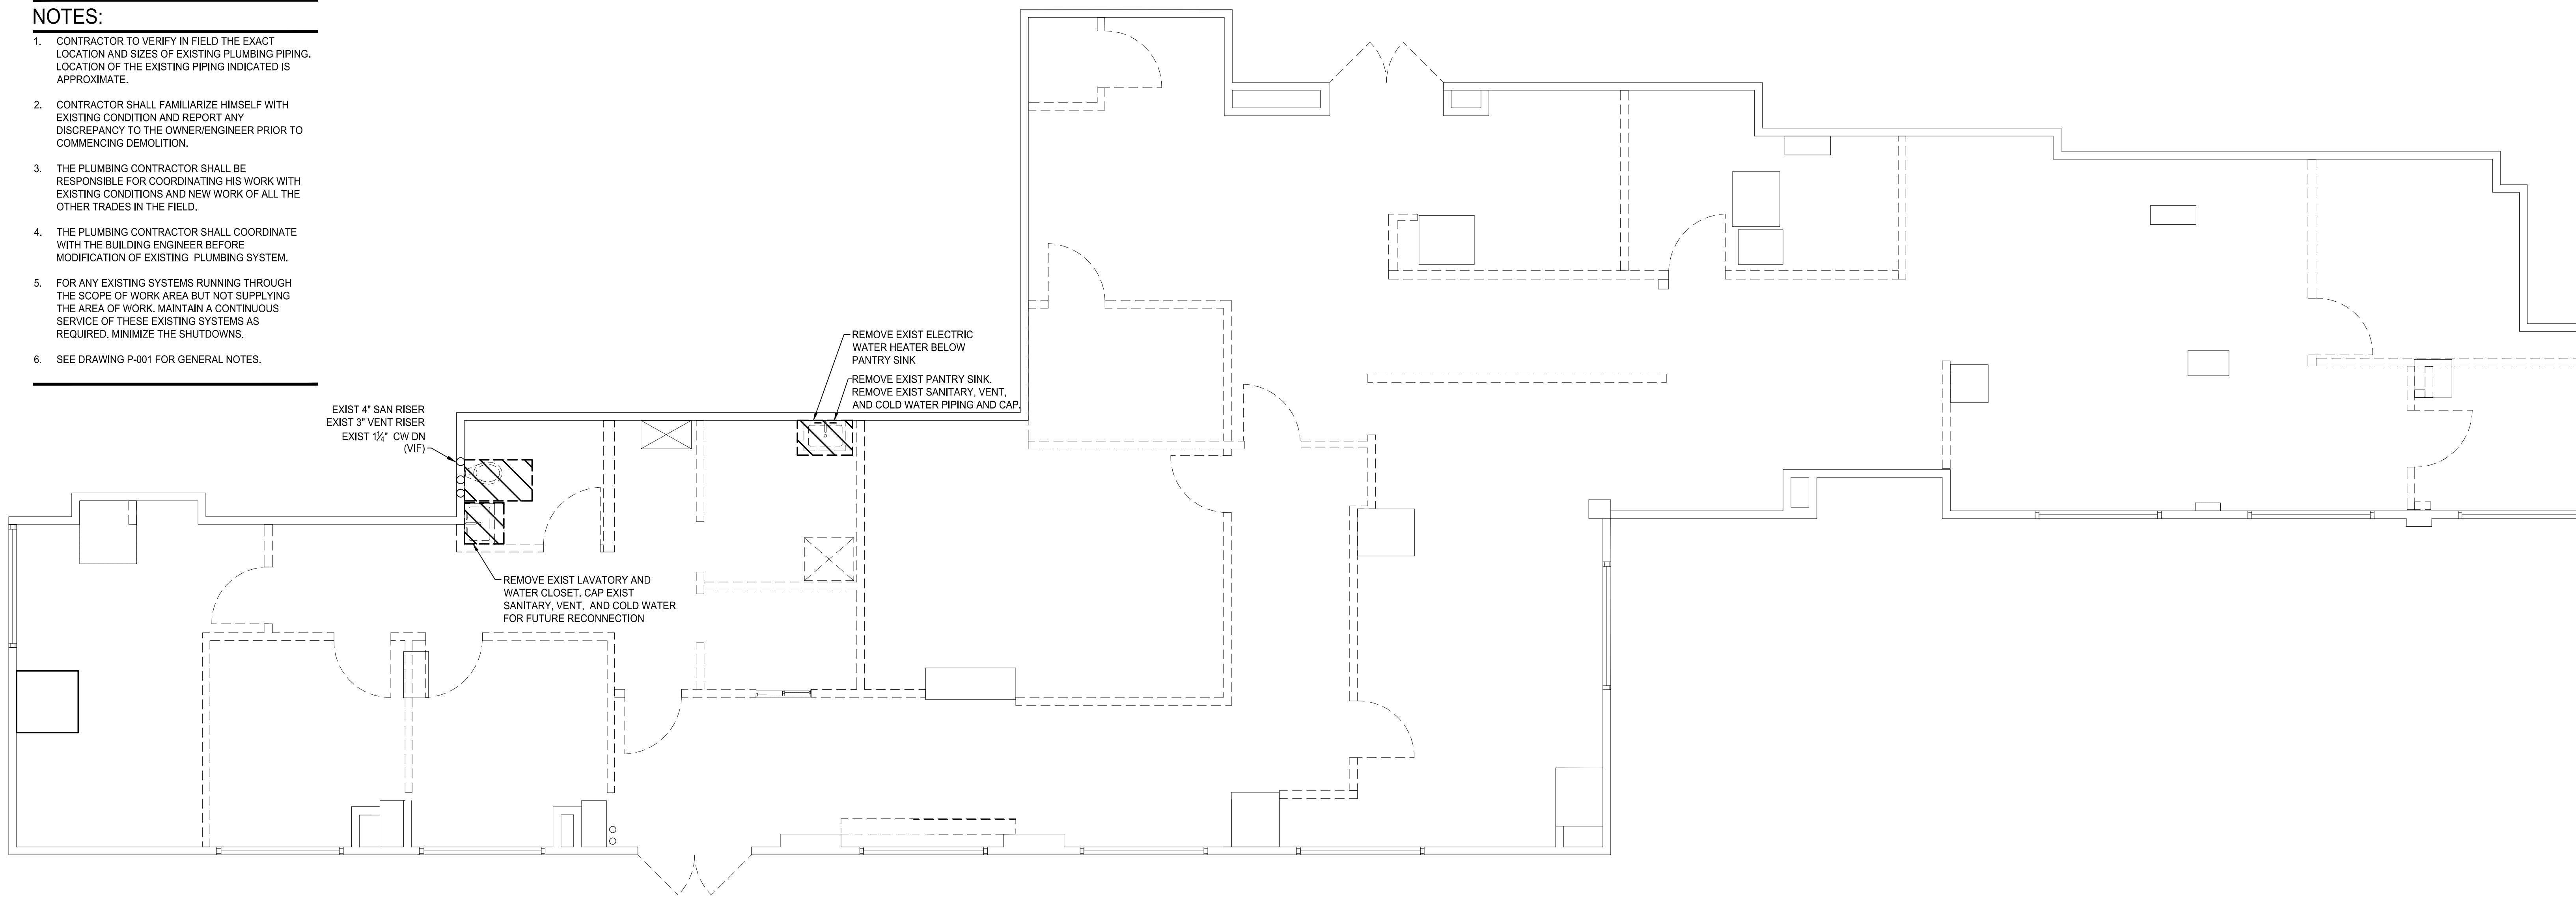 NOTES:
1. CONTRACTOR TO VERIFY IN FIELD THE EXACT
LOCATION AND SIZES OF EXISTING PLUMBING PIPING.
LOCATION OF THE EXISTING PIPING INDICATED IS
APPROXIMATE.
2. CONTRACTOR SHALL FAMILIARIZE HIMSELF WITH
EXISTING CONDITION AND REPORT ANY
DISCREPANCY TO THE OWNER/ENGINEER PRIOR TO
COMMENCING DEMOLITION.
3. THE PLUMBING CONTRACTOR SHALL BE
RESPONSIBLE FOR COORDINATING HIS WORK WITH
EXISTING CONDITIONS AND NEW WORK OF ALL THE
OTHER TRADES IN THE FIELD.
4. THE PLUMBING CONTRACTOR SHALL COORDINATE
WITH THE BUILDING ENGINEER BEFORE
MODIFICATION OF EXISTING PLUMBING SYSTEM.
5. FOR ANY EXISTING SYSTEMS RUNNING THROUGH
THE SCOPE OF WORK AREA BUT NOT SUPPLYING
THE AREA OF WORK. MAINTAIN A CONTINUOUS
SERVICE OF THESE EXISTING SYSTEMS AS
REQUIRED. MINIMIZE THE SHUTDOWNS.
6. SEE DRAWING P-001 FOR GENERAL NOTES.
REMOVE EXIST ELECTRIC
WATER HEATER BELOW
PANTRY SINK
REMOVE EXIST PANTRY SINK.
REMOVE EXIST SANITARY, VENT,
AND COLD WATER PIPING AND CAP.
EXIST 4" SAN RISER
EXIST 3" VENT RISER
EXIST 1¼" CW DN
(VIF)
REMOVE EXIST LAVATORY AND
WATER CLOSET. CAP EXIST
SANITARY, VENT, AND COLD WATER
FOR FUTURE RECONNECTION